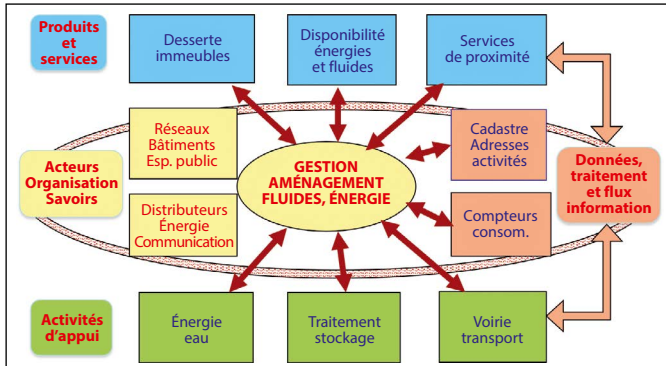 Produits
et
services
Desserte
immeubles
Disponibilité
énergies
et fluides
Services
de proximité
Réseaux
Bâtiments
Esp. public
Cadastre
Adresses
activités
Acteurs
Organisation
Savoirs
GESTION
AMÉNAGEMENT
FLUIDES, ÉNERGIE
Données,
traitement
et flux
information
Distributeurs
Énergie
Communication
Compteurs
consom.
Activités
d'appui
Énergie
eau
Traitement
stockage
Voirie
transport